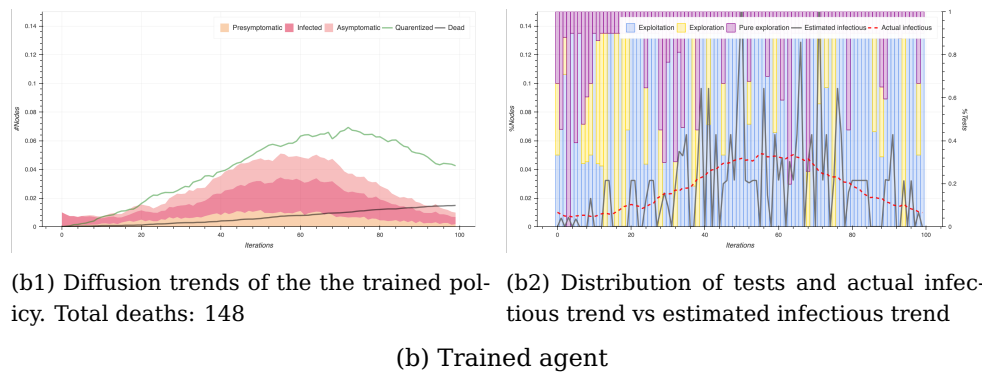 0.14
0.12
0.1
0.08
0.06
0.04
0.02
0
#Nodes
Presymptomatic Infected Asymptomatic Quarentized Dead
0 20 40 60 80 100
Iterations
0.14
0.12
0.1
0.08
0.06
0.04
0.02
0
%Nodes
Exploitation Exploration Pure exploration Estimated infectious Actual infectious
1
0.8
0.6
0.4
0.2
0
%Tests
0 20 40 60 80 100
Iterations
(b1) Diffusion trends of the the trained pol-
icy. Total deaths: 148
(b2) Distribution of tests and actual infec-
tious trend vs estimated infectious trend
(b) Trained agent